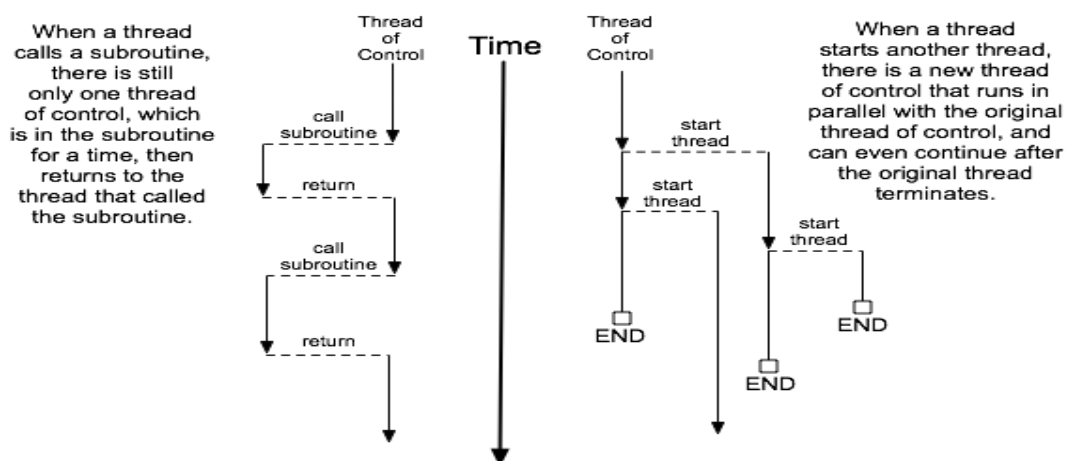 When a thread
calls a subroutine,
there is still
only one thread
of control, which
is in the subroutine
for a time, then
returns to the
thread that called
the subroutine.
Thread
of
Control
call
subroutine
return
call
subroutine
return
Time
Thread
of
Control
start
thread
start
thread
start
thread
END
END
END
When a thread
starts another thread,
there is a new thread
of control that runs in
parallel with the original
thread of control, and
can even continue after
the original thread
terminates.